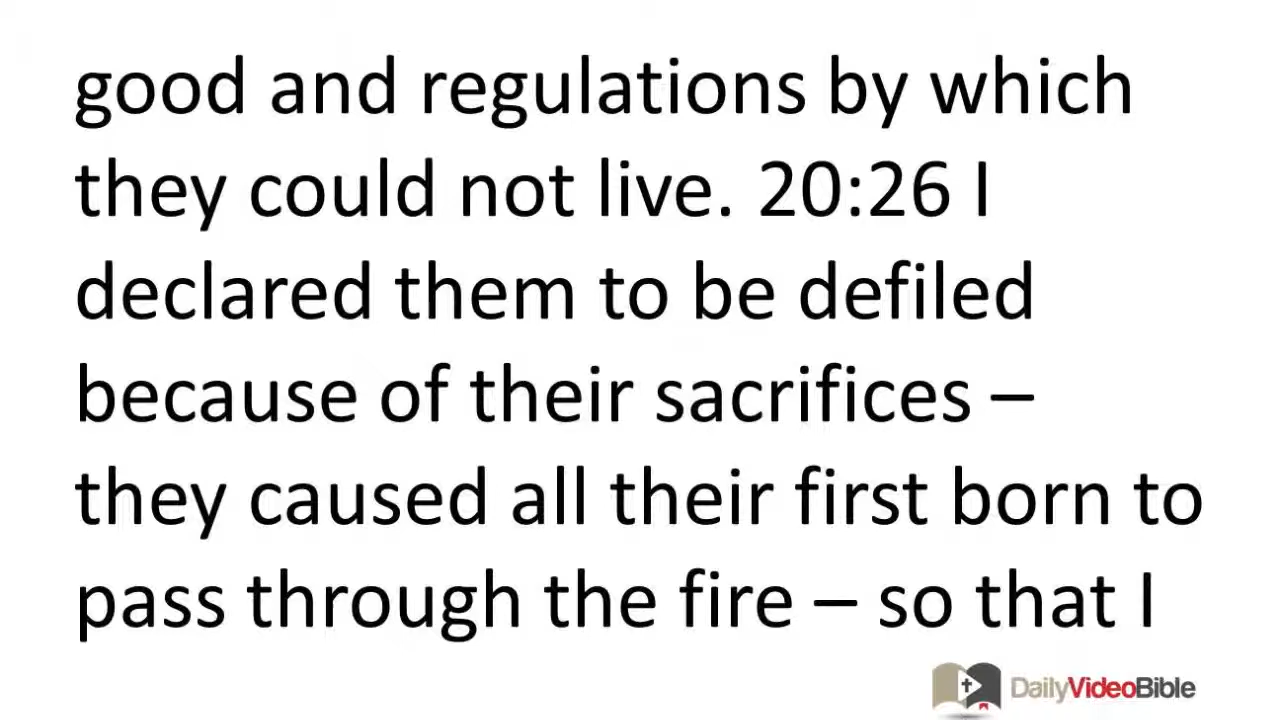 good and regulations by which
they could not live. 20:26 I
declared them to be defiled
because of their sacrifices –
they caused all their first born to
pass through the fire – so that I
DailyVideoBible